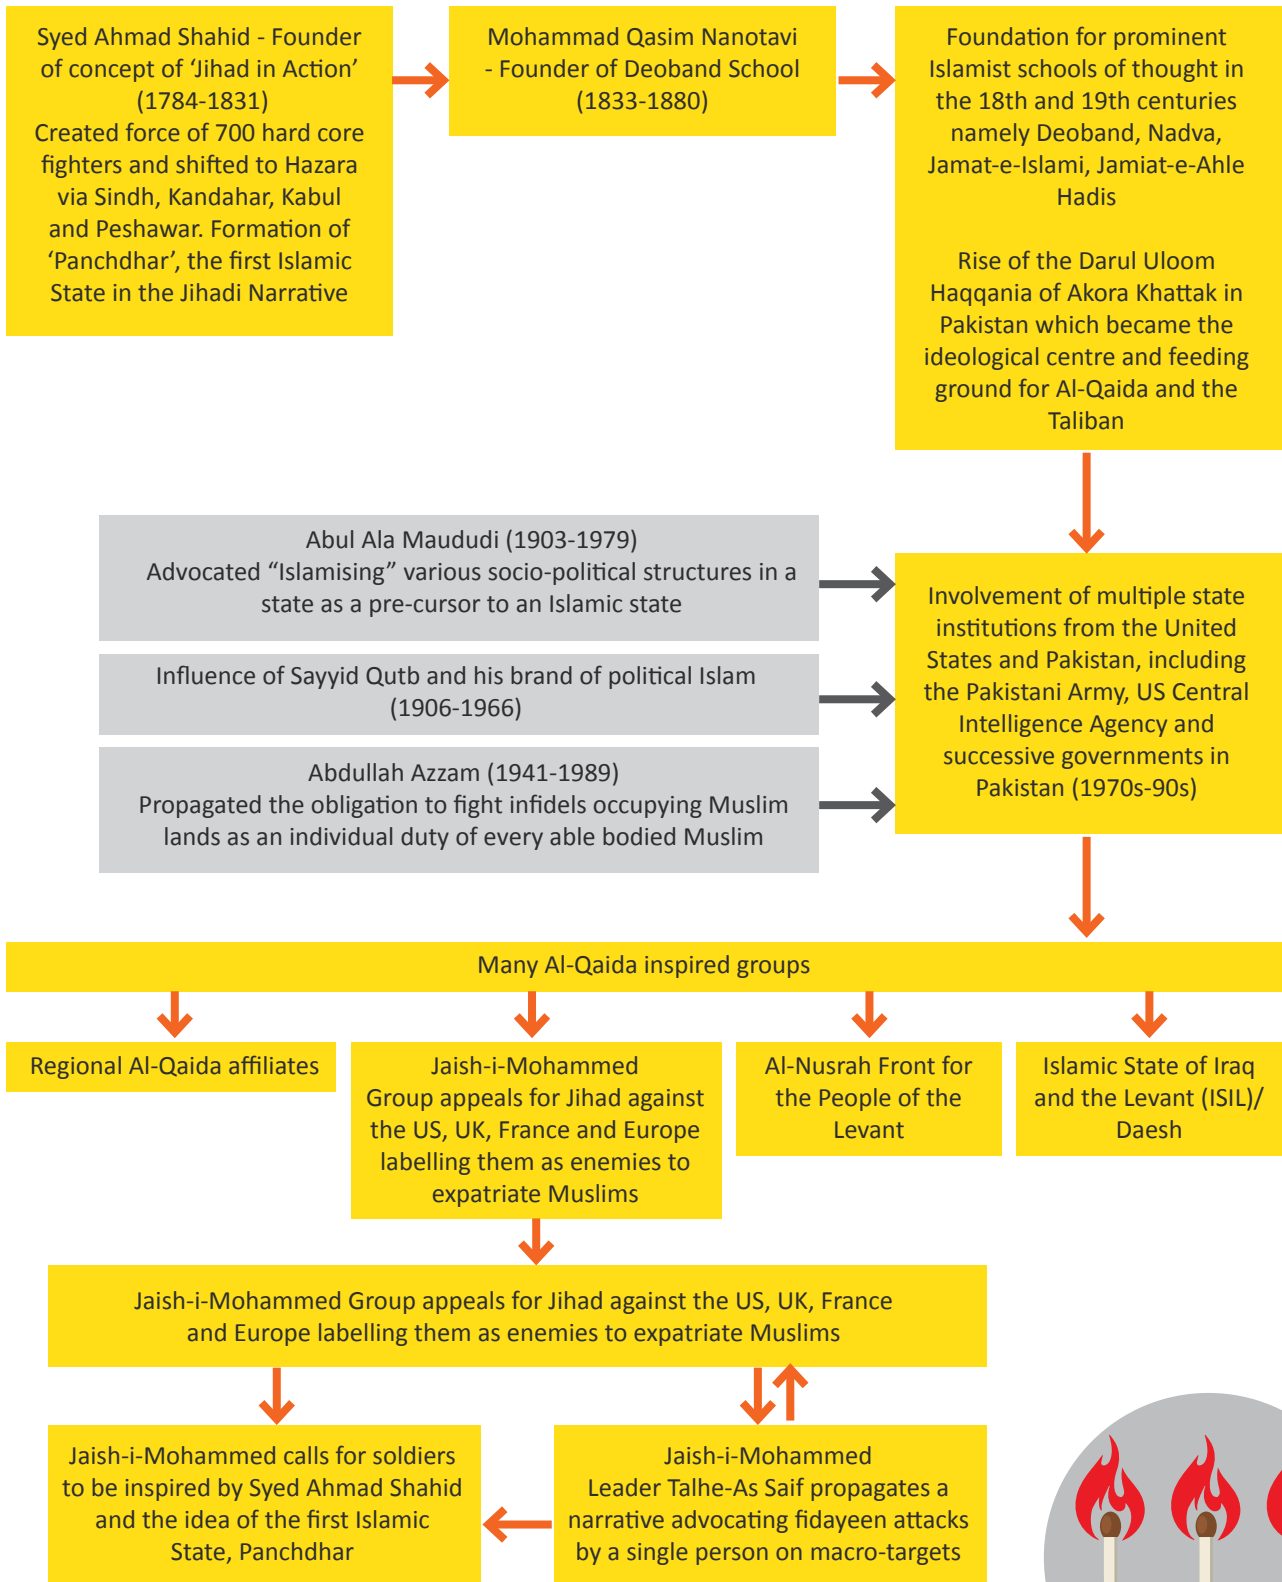 Syed Ahmad Shahid - Founder
of concept of ‘Jihad in Action’
(1784-1831)
Created force of 700 hard core
fighters and shifted to Hazara
via Sindh, Kandahar, Kabul
and Peshawar. Formation of
‘Panchdhar’, the first Islamic
State in the Jihadi Narrative
Mohammad Qasim Nanotavi
- Founder of Deoband School
(1833-1880)
Foundation for prominent
Islamist schools of thought in
the 18th and 19th centuries
namely Deoband, Nadva,
Jamat-e-Islami, Jamiat-e-Ahle
Hadis
Rise of the Darul Uloom
Haqqania of Akora Khattak in
Pakistan which became the
ideological centre and feeding
ground for Al-Qaida and the
Taliban
Abul Ala Maududi (1903-1979)
Advocated “Islamising” various socio-political structures in a
state as a pre-cursor to an Islamic state
Influence of Sayyid Qutb and his brand of political Islam
(1906-1966)
Abdullah Azzam (1941-1989)
Propagated the obligation to fight infidels occupying Muslim
lands as an individual duty of every able bodied Muslim
Involvement of multiple state
institutions from the United
States and Pakistan, including
the Pakistani Army, US Central
Intelligence Agency and
successive governments in
Pakistan (1970s-90s)
Many Al-Qaida inspired groups
Regional Al-Qaida affiliates
Jaish-i-Mohammed
Group appeals for Jihad against
the US, UK, France and Europe
labelling them as enemies to
expatriate Muslims
Al-Nusrah Front for
the People of the
Levant
Islamic State of Iraq
and the Levant (ISIL)/
Daesh
Jaish-i-Mohammed Group appeals for Jihad against the US, UK, France
and Europe labelling them as enemies to expatriate Muslims
Jaish-i-Mohammed calls for soldiers
to be inspired by Syed Ahmad Shahid
and the idea of the first Islamic
State, Panchdhar
Jaish-i-Mohammed
Leader Talhe-As Saif propagates a
narrative advocating fidayeen attacks
by a single person on macro-targets